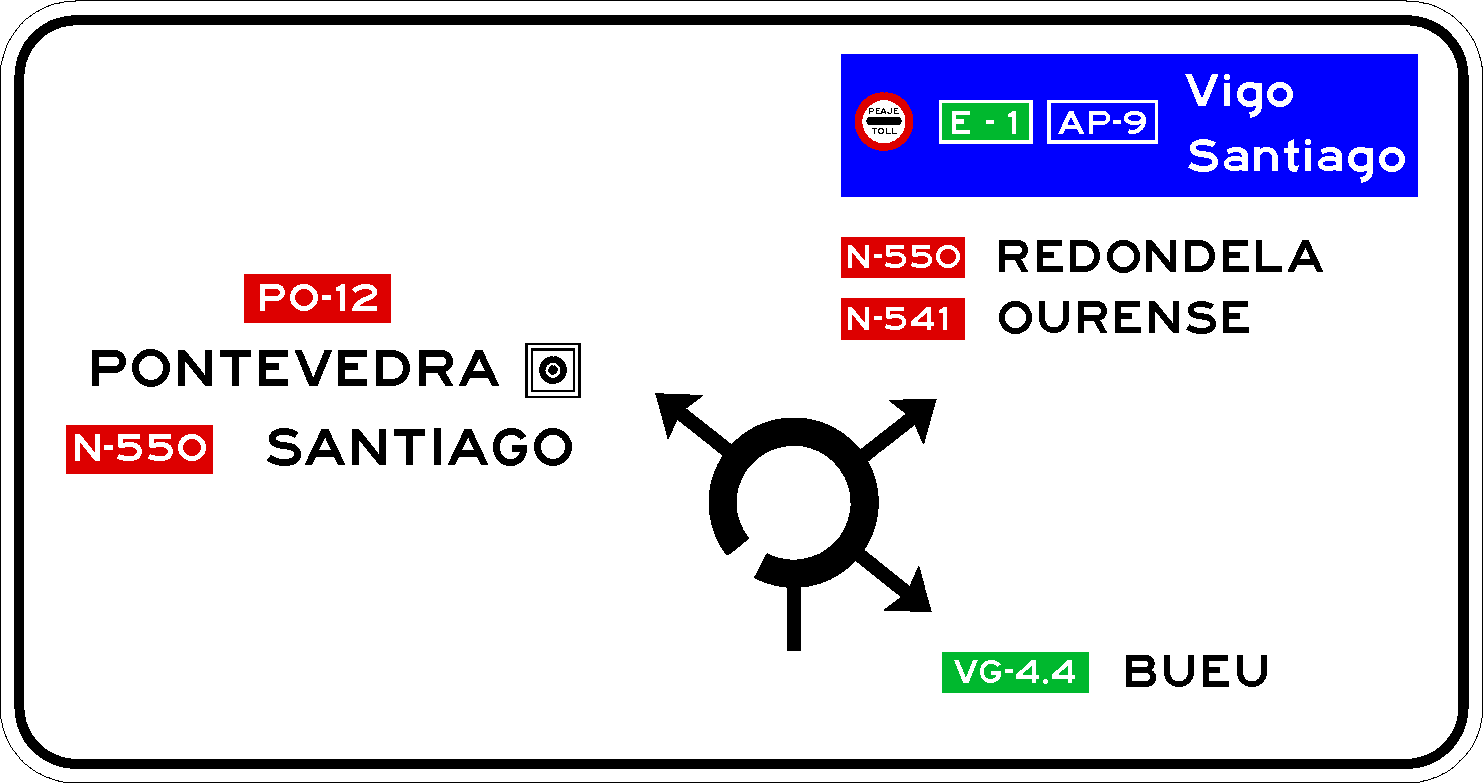 PEAJE
TOLL
E - 1
AP-9
Vigo
Santiago
N-550 REDONDELA
N-541 OURENSE
PO-12
PONTEVEDRA
N-550 SANTIAGO
VG-4.4 BUEU